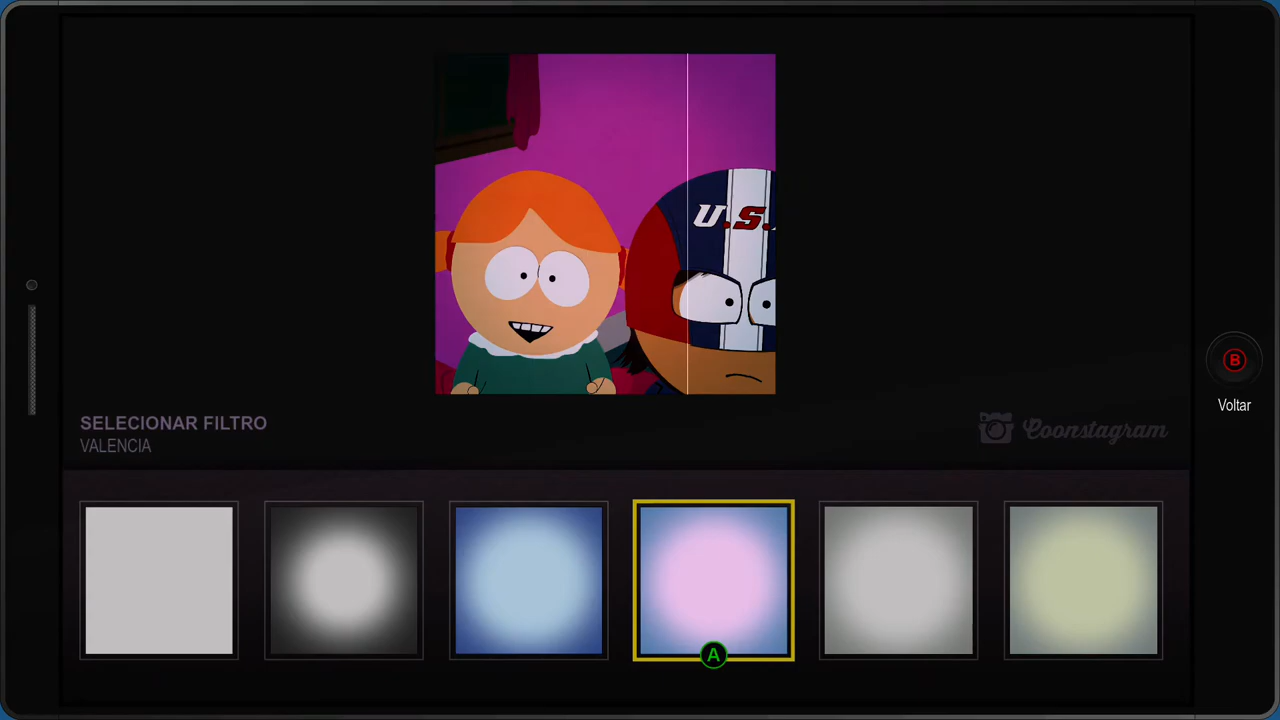 U.S.
SELECIONAR FILTRO
VALENCIA
Coonstagram
B
Voltar
A